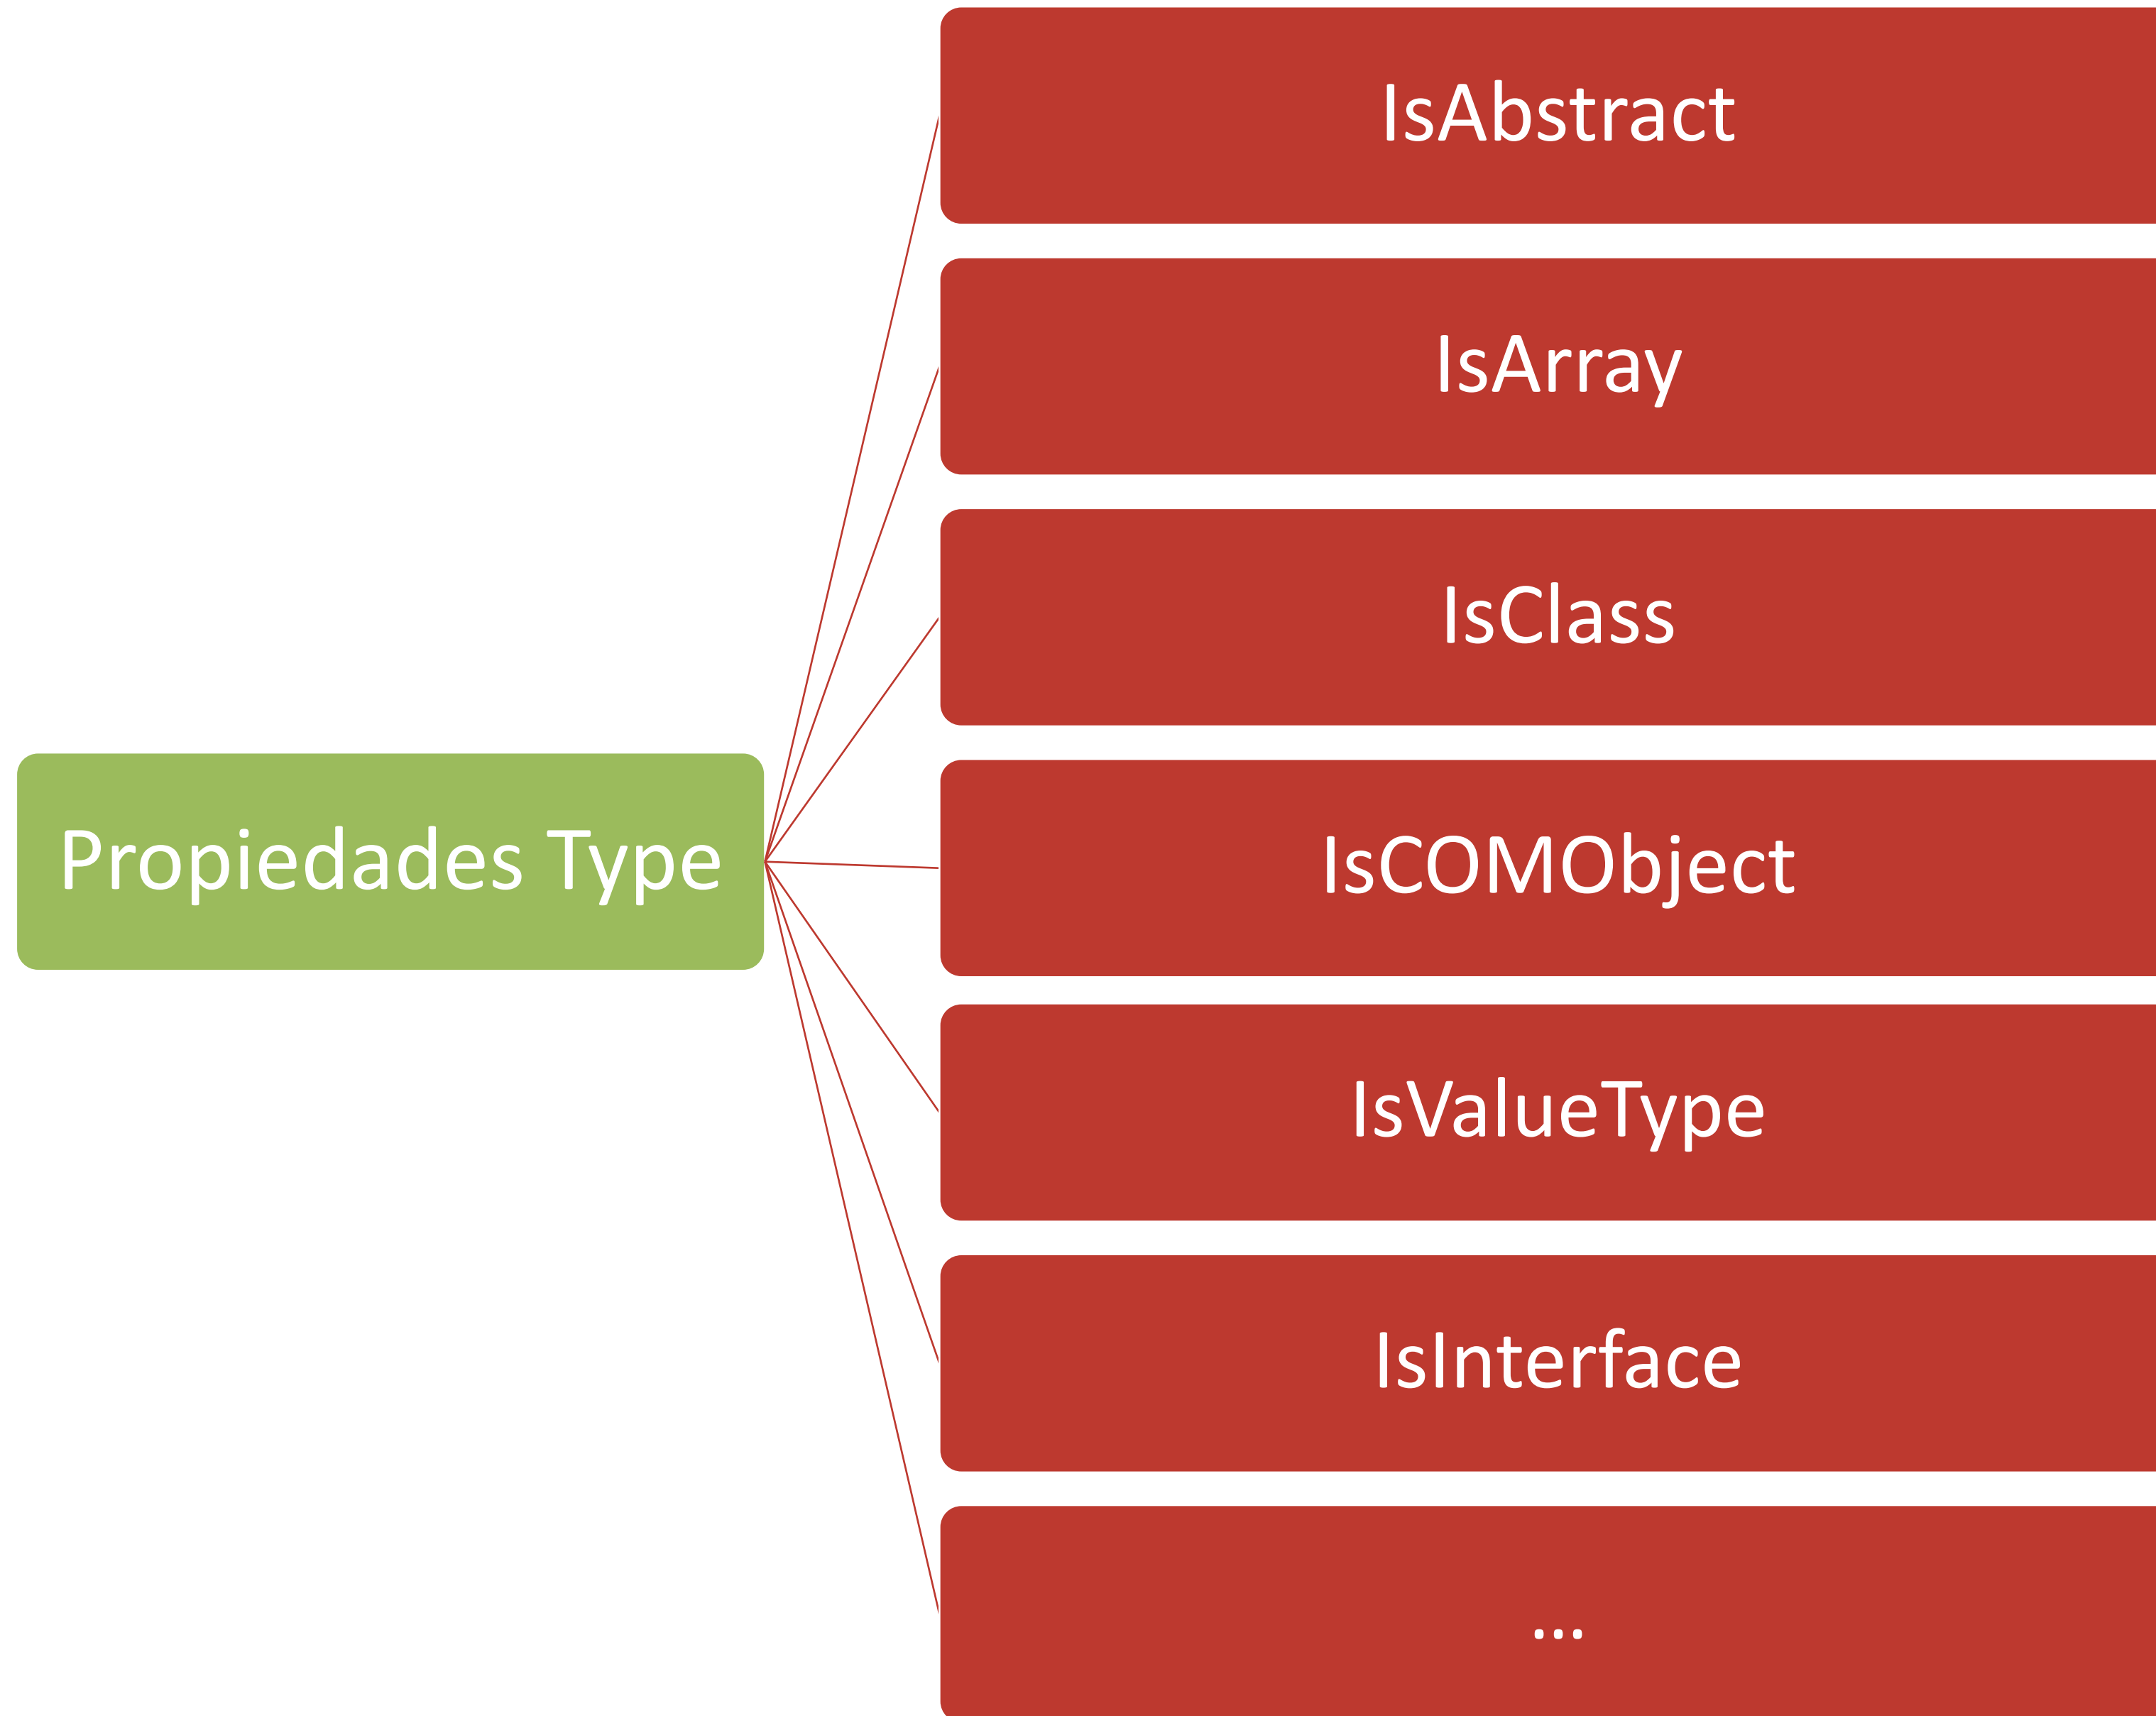 IsAbstract
IsArray
IsClass
Propiedades Type
IsCOMObject
IsValueType
IsInterface
...